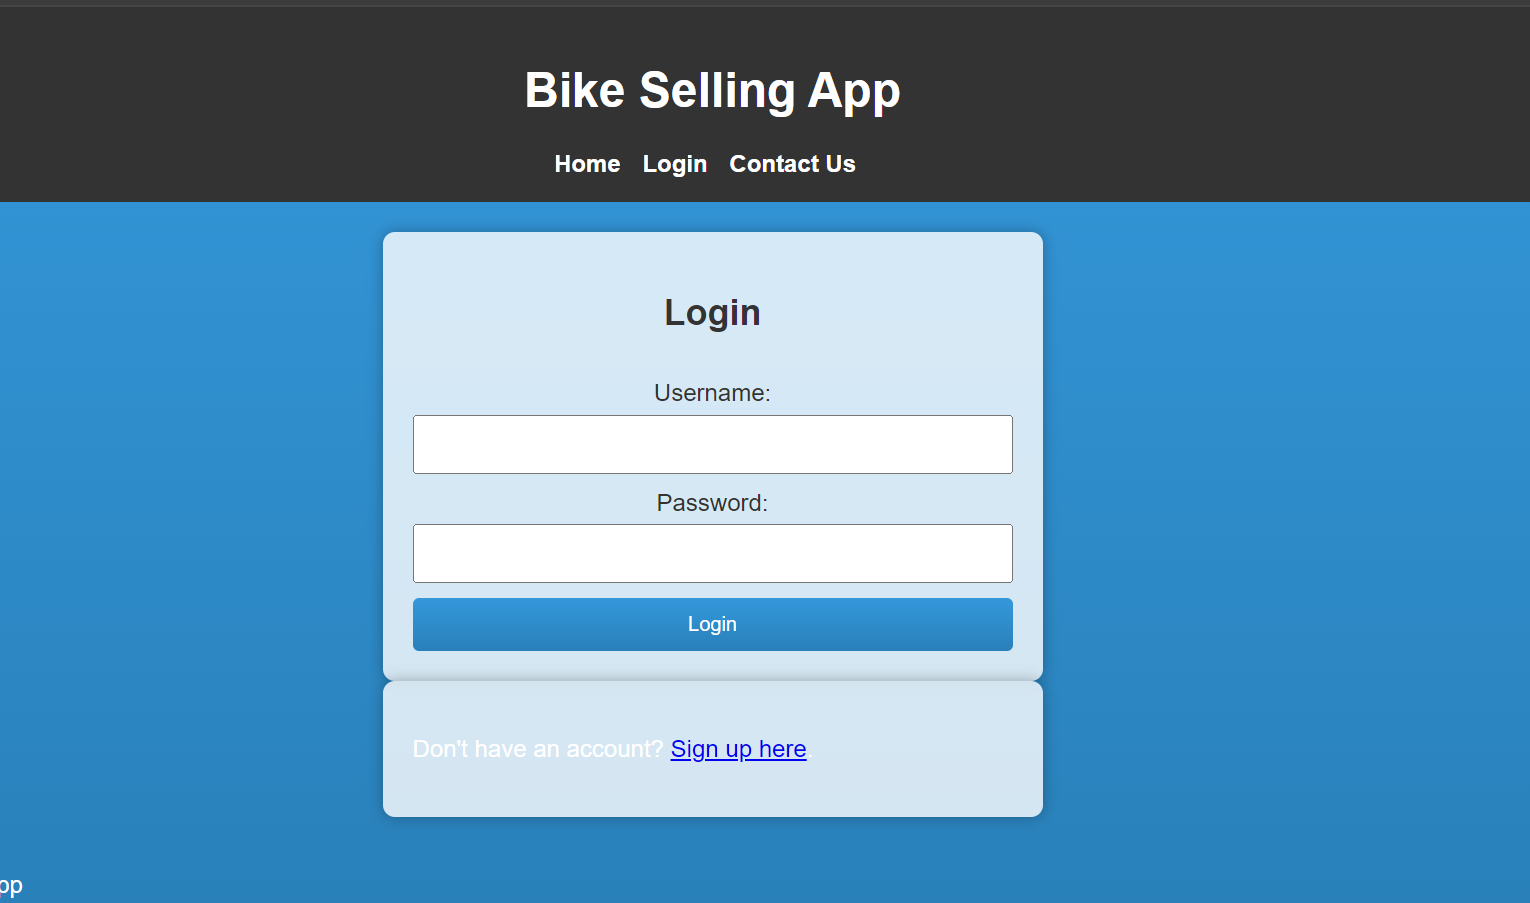 Bike Selling App
Home Login Contact Us
Login
Username:
Password:
Login
Don't have an account? Sign up here
pp